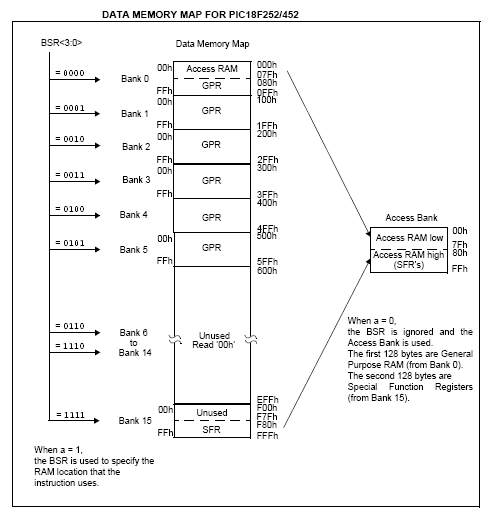 DATA MEMORY MAP FOR PIC18F252/452
BSR<3:0>
Data Memory Map
= 0000
Bank 0
00h
FFh
Access RAM
GPR
000h
07Fh
080h
0FFh
= 0001
Bank 1
00h
FFh
GPR
100h
1FFh
= 0010
Bank 2
00h
FFh
GPR
200h
2FFh
= 0011
Bank 3
00h
FFh
GPR
300h
3FFh
= 0100
Bank 4
GPR
400h
4FFh
= 0101
Bank 5
00h
FFh
GPR
500h
5FFh
600h
= 0110
= 1110
Bank 6
to
Bank 14
Unused
Read '00h'
EFFh
= 1111
Bank 15
00h
FFh
Unused
SFR
F00h
F7Fh
F80h
FFFh
Access Bank
Access RAM low
Access RAM high
(SFR's)
00h
7Fh
80h
FFh
When a = 0,
the BSR is ignored and the
Access Bank is used.
The first 128 bytes are General
Purpose RAM (from Bank 0).
The second 128 bytes are
Special Function Registers
(from Bank 15).
When a = 1,
the BSR is used to specify the
RAM location that the
instruction uses.